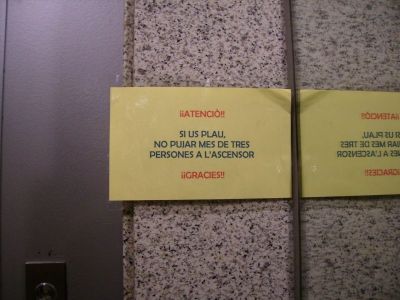 ¡¡ATENCIÓ!!
SI US PLAU,
NO PUJAR MES DE TRES
PERSONES A L'ASCENSOR
¡¡GRACIES!!